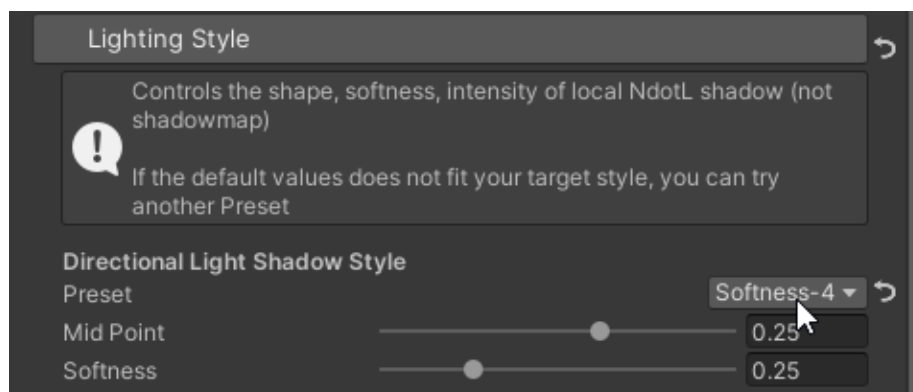 Lighting Style
Controls the shape, softness, intensity of local NdotL shadow (not
shadowmap)
If the default values does not fit your target style, you can try
another Preset
Directional Light Shadow Style
Preset Softness-4
Mid Point 0.25
Softness 0.25